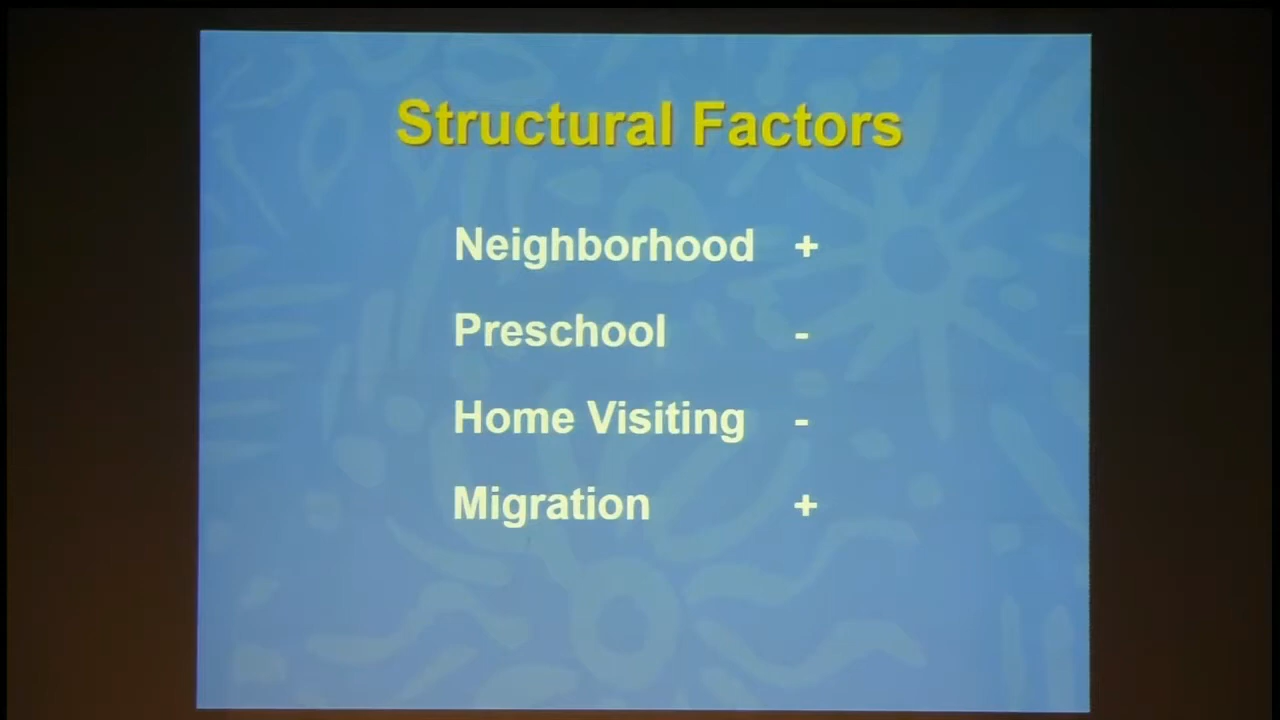 Structural Factors
Neighborhood +
Preschool -
Home Visiting -
Migration +